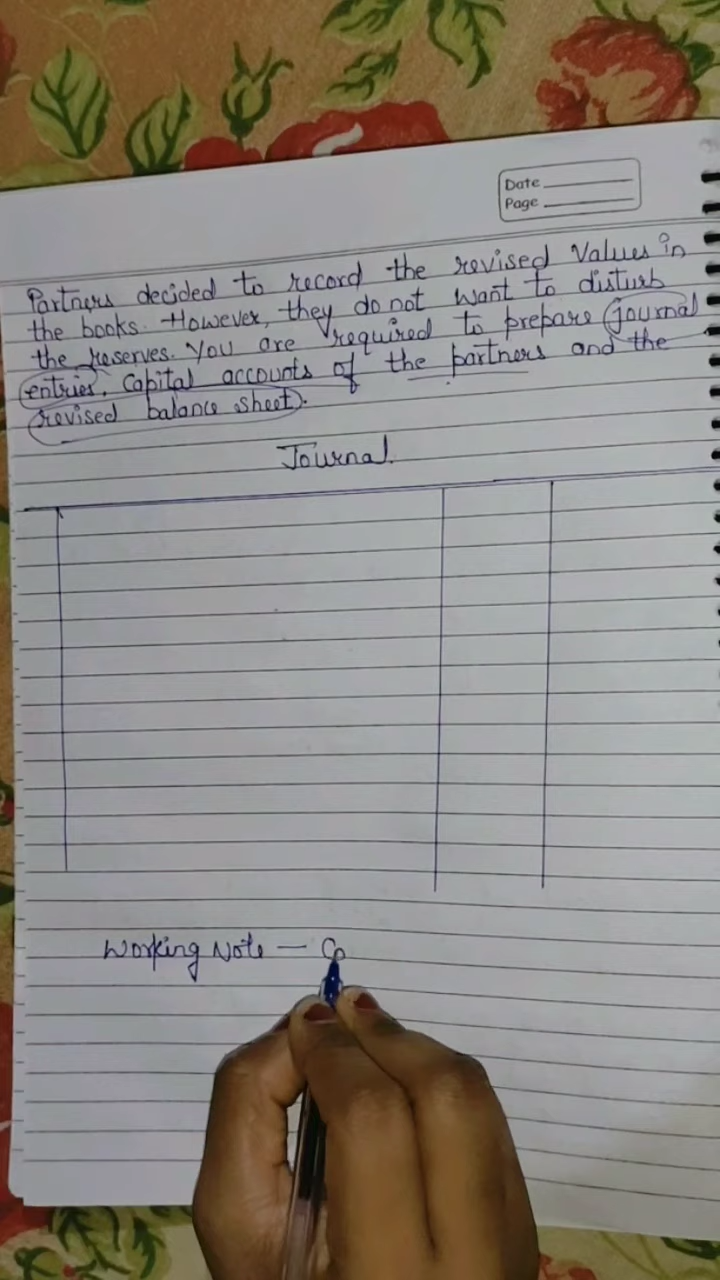 Date
Page
Partners decided to record the revised values in
the books. However, they do not want to disturb
the reserves. You are required to prepare journal
entries, Capital accounts of the partners and the
revised balance sheet.
Journal.
Working Note — Co